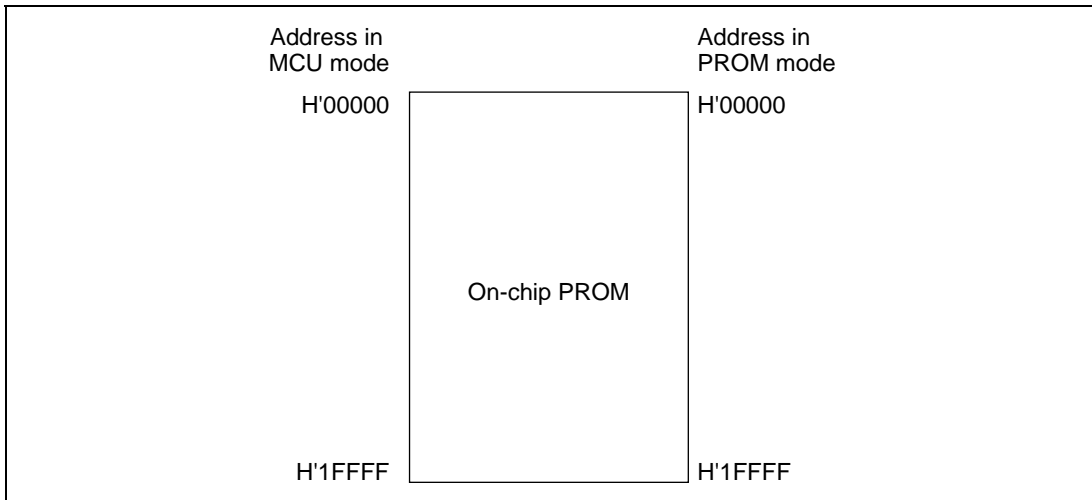 Address in
MCU mode
Address in
PROM mode
H'00000
H'00000
On-chip PROM
H'1FFFF
H'1FFFF